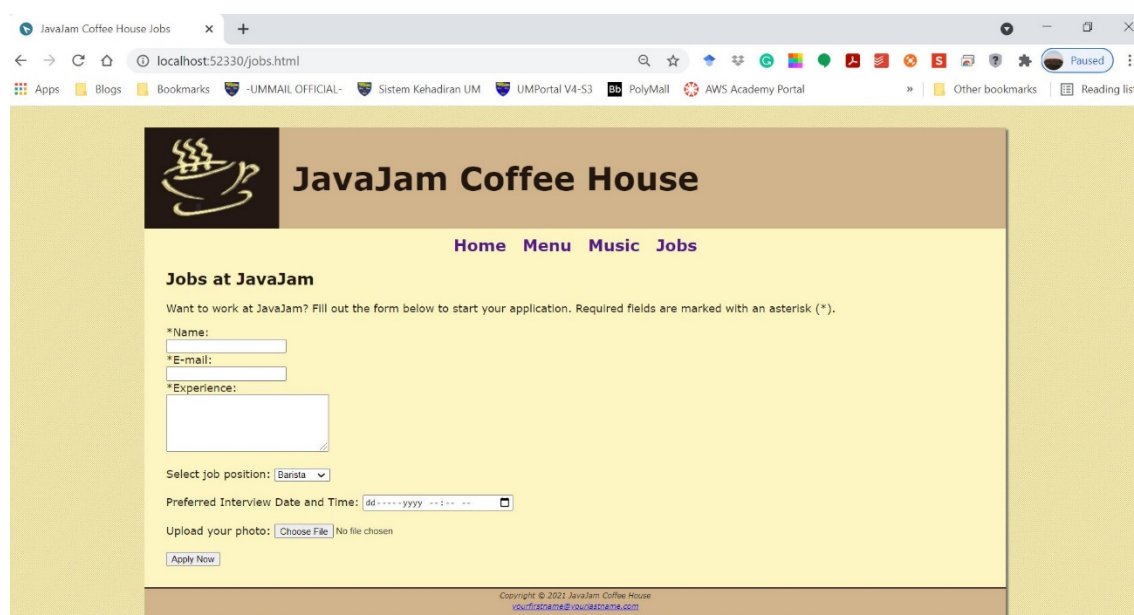 JavaJam Coffee House Jobs
localhost:52330/jobs.html
Paused
Apps Blogs Bookmarks -UMMAIL OFFICIAL- Sistem Kehadiran UM UMPortal V4-S3 Bb PolyMall AWS Academy Portal » Other bookmarks Reading lis
JavaJam Coffee House
Home Menu Music Jobs
Jobs at JavaJam
Want to work at JavaJam? Fill out the form below to start your application. Required fields are marked with an asterisk (*).
*Name:
*E-mail:
*Experience:
Select job position: Barista
Preferred Interview Date and Time: dd-----yyyy --:-- --
Upload your photo: Choose File No file chosen
Apply Now
Copyright © 2021 JavaJam Coffee House
yourfirstname@yourlastname.com